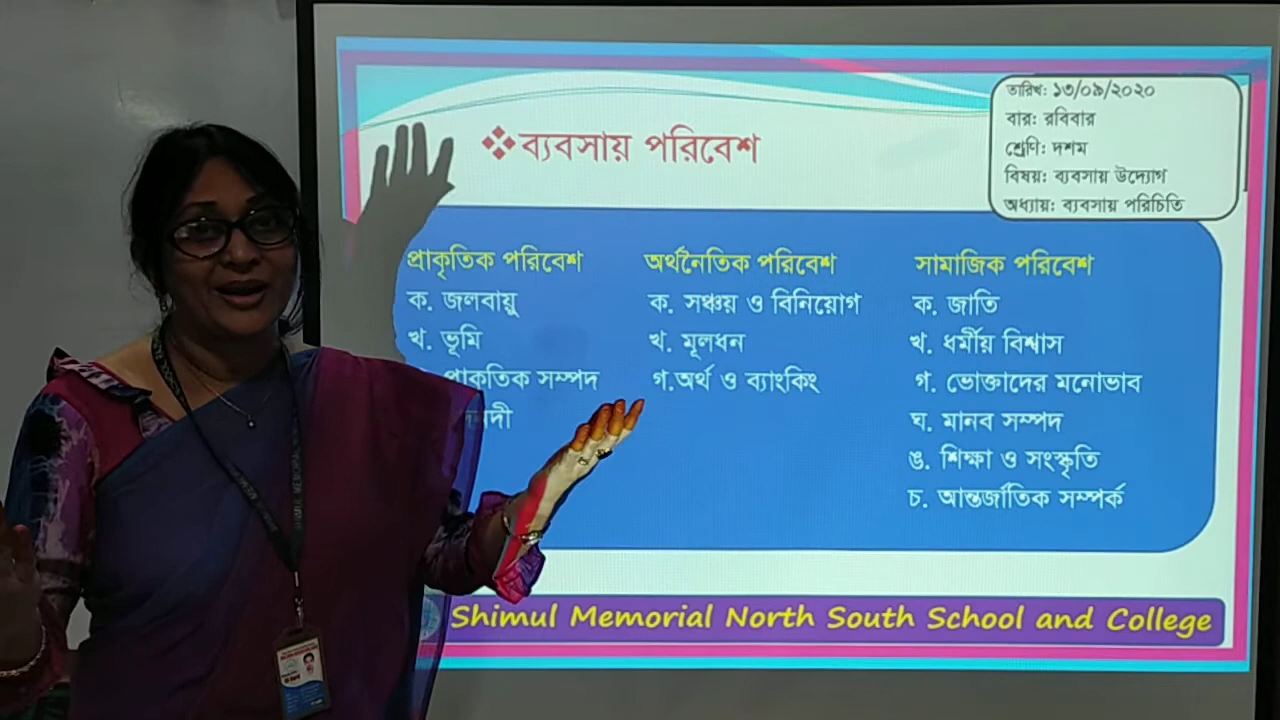 তারিখ: ১৩/০৯/২০২০
বার: রবিবার
শ্রেণি: দশম
বিষয়: ব্যবসায় উদ্যোগ
অধ্যায়: ব্যবসায় পরিচিতি
❖ব্যবসায় পরিবেশ
প্রাকৃতিক পরিবেশ
ক. জলবায়ু
খ. ভূমি
প্রাকৃতিক সম্পদ
অর্থনৈতিক পরিবেশ
ক. সঞ্চয় ও বিনিয়োগ
খ. মূলধন
গ.অর্থ ও ব্যাংকিং
সামাজিক পরিবেশ
ক. জাতি
খ. ধর্মীয় বিশ্বাস
গ. ভোক্তাদের মনোভাব
ঘ. মানব সম্পদ
ঙ. শিক্ষা ও সংস্কৃতি
চ. আন্তর্জাতিক সম্পর্ক
Shimul Memorial North South School and College